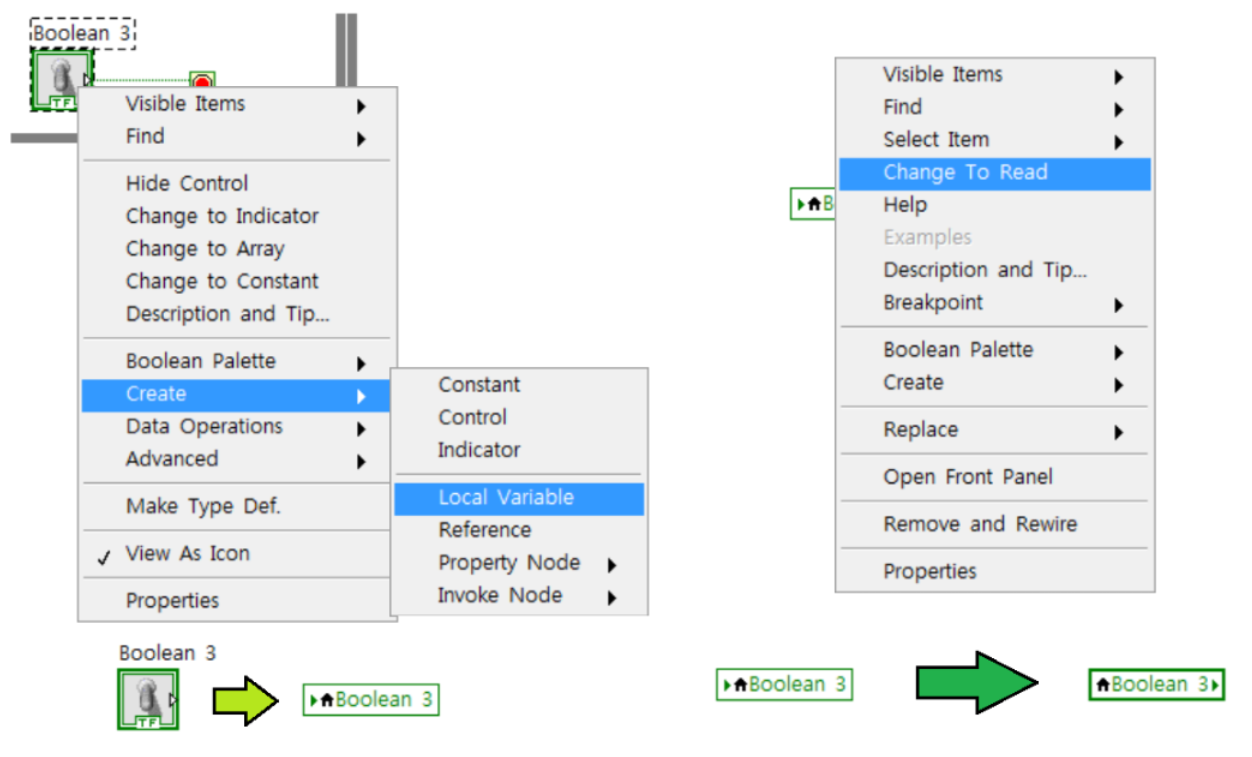 Boolean 3
TF
Visible Items
Find
Hide Control
Change to Indicator
Change to Array
Change to Constant
Description and Tip...
Boolean Palette
Create
Data Operations
Advanced
Make Type Def.
View As Icon
Properties
Constant
Control
Indicator
Local Variable
Reference
Property Node
Invoke Node
Boolean 3
TF
Boolean 3
B
Visible Items
Find
Select Item
Change To Read
Help
Examples
Description and Tip...
Breakpoint
Boolean Palette
Create
Replace
Open Front Panel
Remove and Rewire
Properties
Boolean 3
Boolean 3